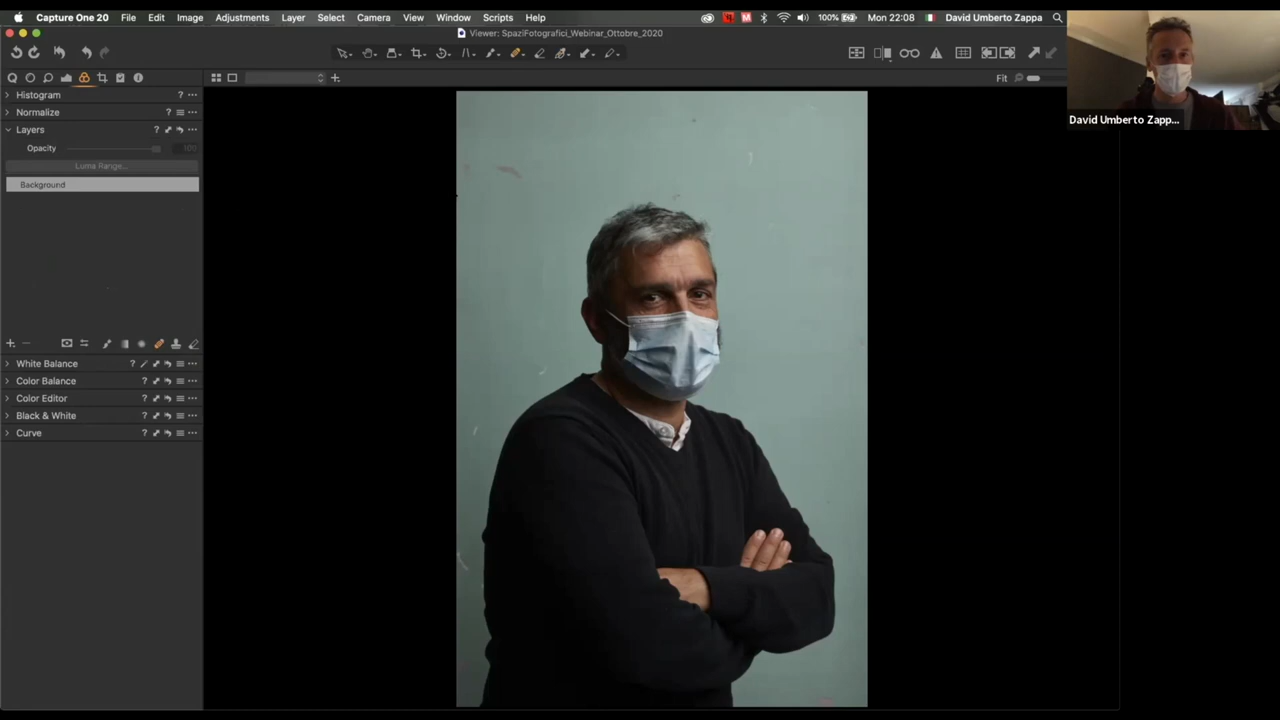 Capture One 20 File Edit Image Adjustments Layer Select Camera View Window Scripts Help 100% Mon 22:08 David Umberto Zappa
Viewer: SpaziFotografici_Webinar_Ottobre_2020
Fit
Histogram ? ...
Normalize ? ...
Layers ? ...
Opacity 100
Luma Range...
Background
White Balance ? ...
Color Balance ? ...
Color Editor ? ...
Black & White ? ...
Curve ? ...
David Umberto Zapp...